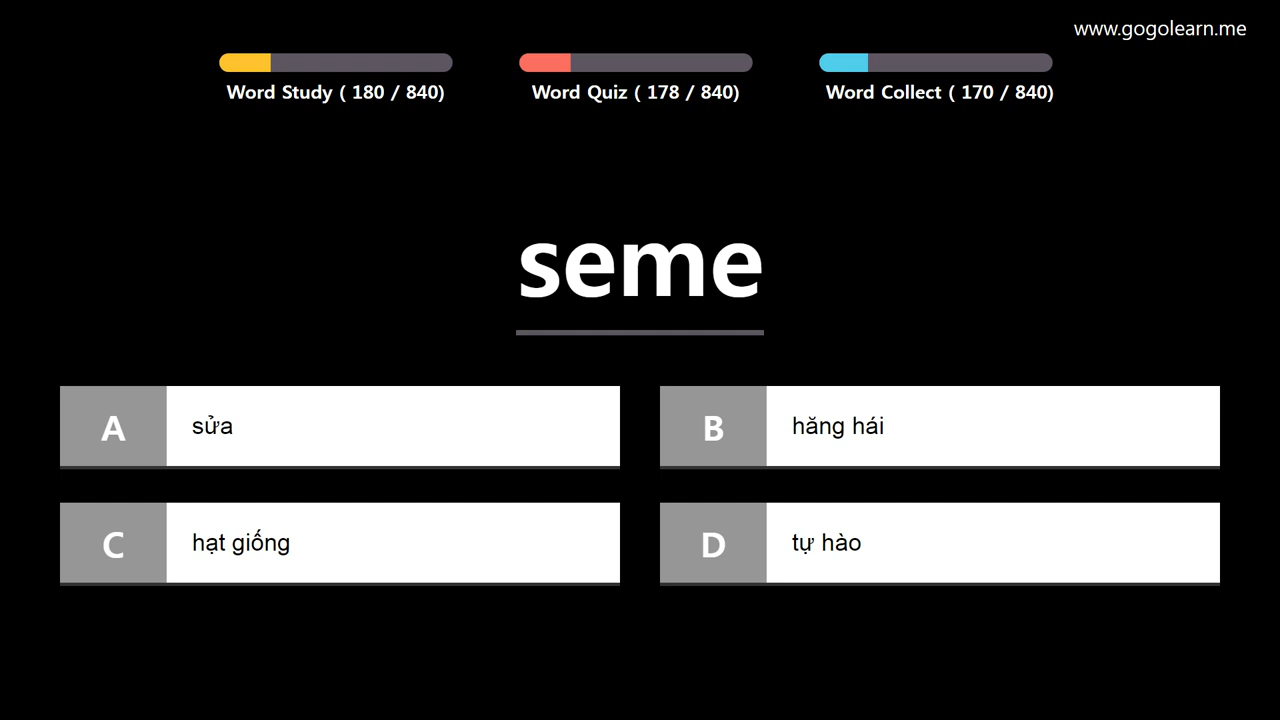 www.gogolearn.me
Word Study ( 180 / 840)
Word Quiz ( 178 / 840)
Word Collect ( 170 / 840)
seme
A
sửa
B
hăng hái
C
hạt giống
D
tự hào